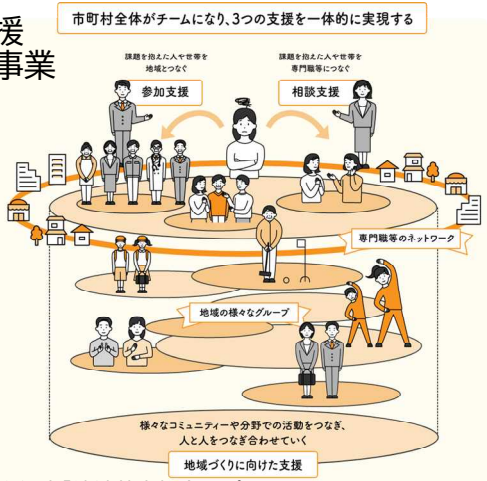 市町村全体がチームになり、3つの支援を一体的に実現する
援
事業
課題を抱えた人や世帯を
地域とつなぐ
参加支援
課題を抱えた人や世帯を
専門職等につなぐ
相談支援
専門職等のネットワーク
地域の様々なグループ
様々なコミュニティーや分野での活動をつなぎ、
人と人をつなぎ合わせていく
地域づくりに向けた支援